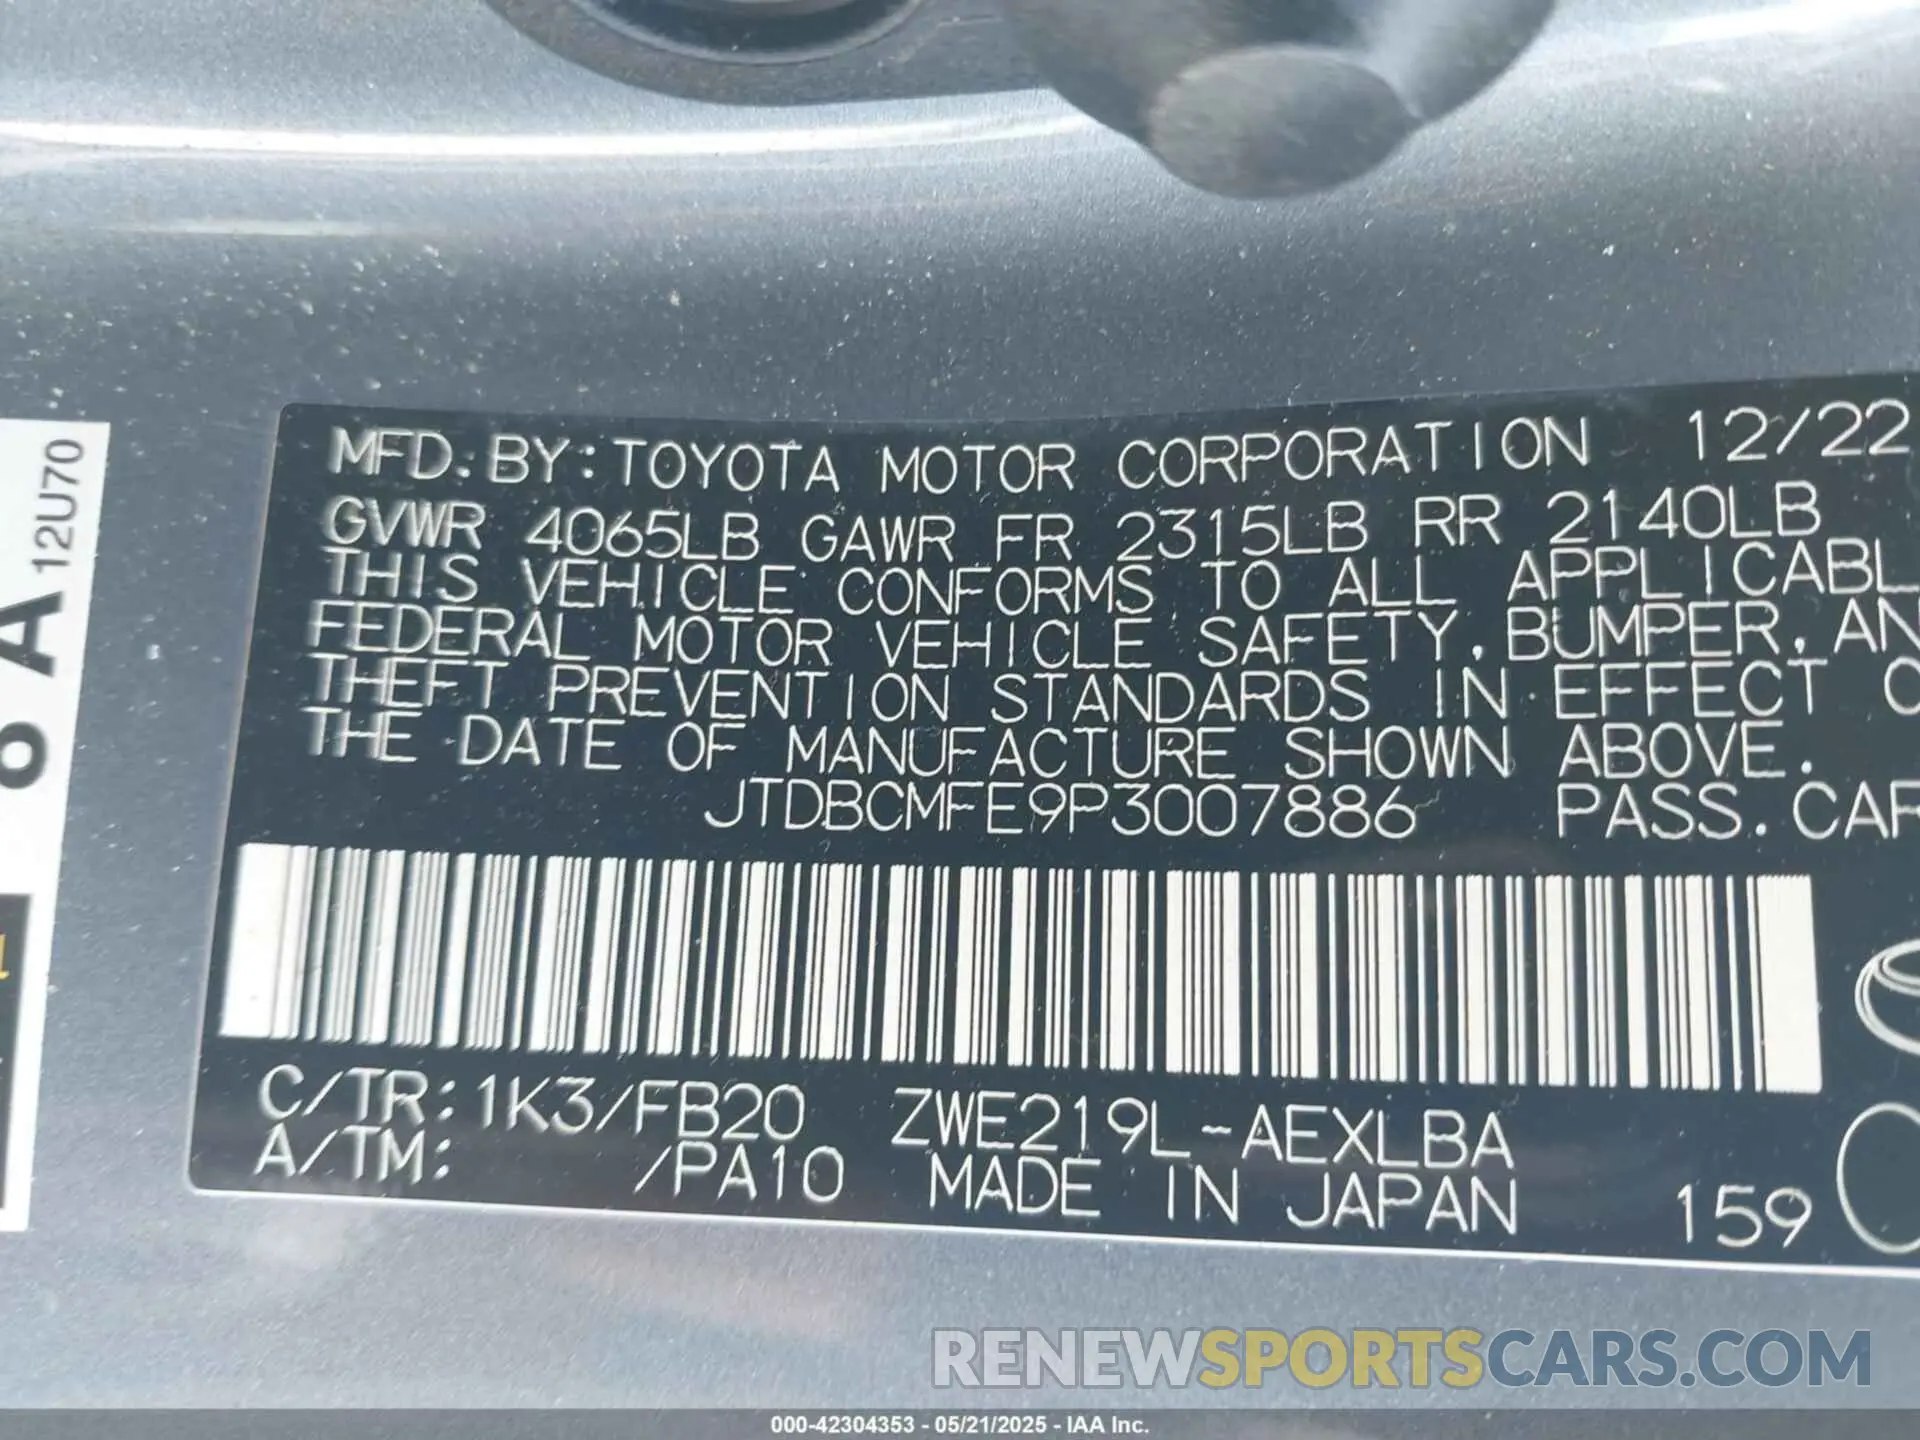 MFD. BY: TOYOTA MOTOR CORPORATION 12/22
GVWR 4065LB GAWR FR 2315LB RR 2140LB
THIS VEHICLE CONFORMS TO ALL APPLICABL
FEDERAL MOTOR VEHICLE SAFETY, BUMPER, AN
THEFT PREVENTION STANDARDS IN EFFECT O
THE DATE OF MANUFACTURE SHOWN ABOVE.
JTDBCMFE9P3007886 PASS. CAR
C/TR: 1K3/FB20 ZWE219L-AEXLBA
A/TM: /PA10 MADE IN JAPAN 159
12U70
RENEWSPORTSCARS.COM
000-42304353 - 05/21/2025 - IAA Inc.